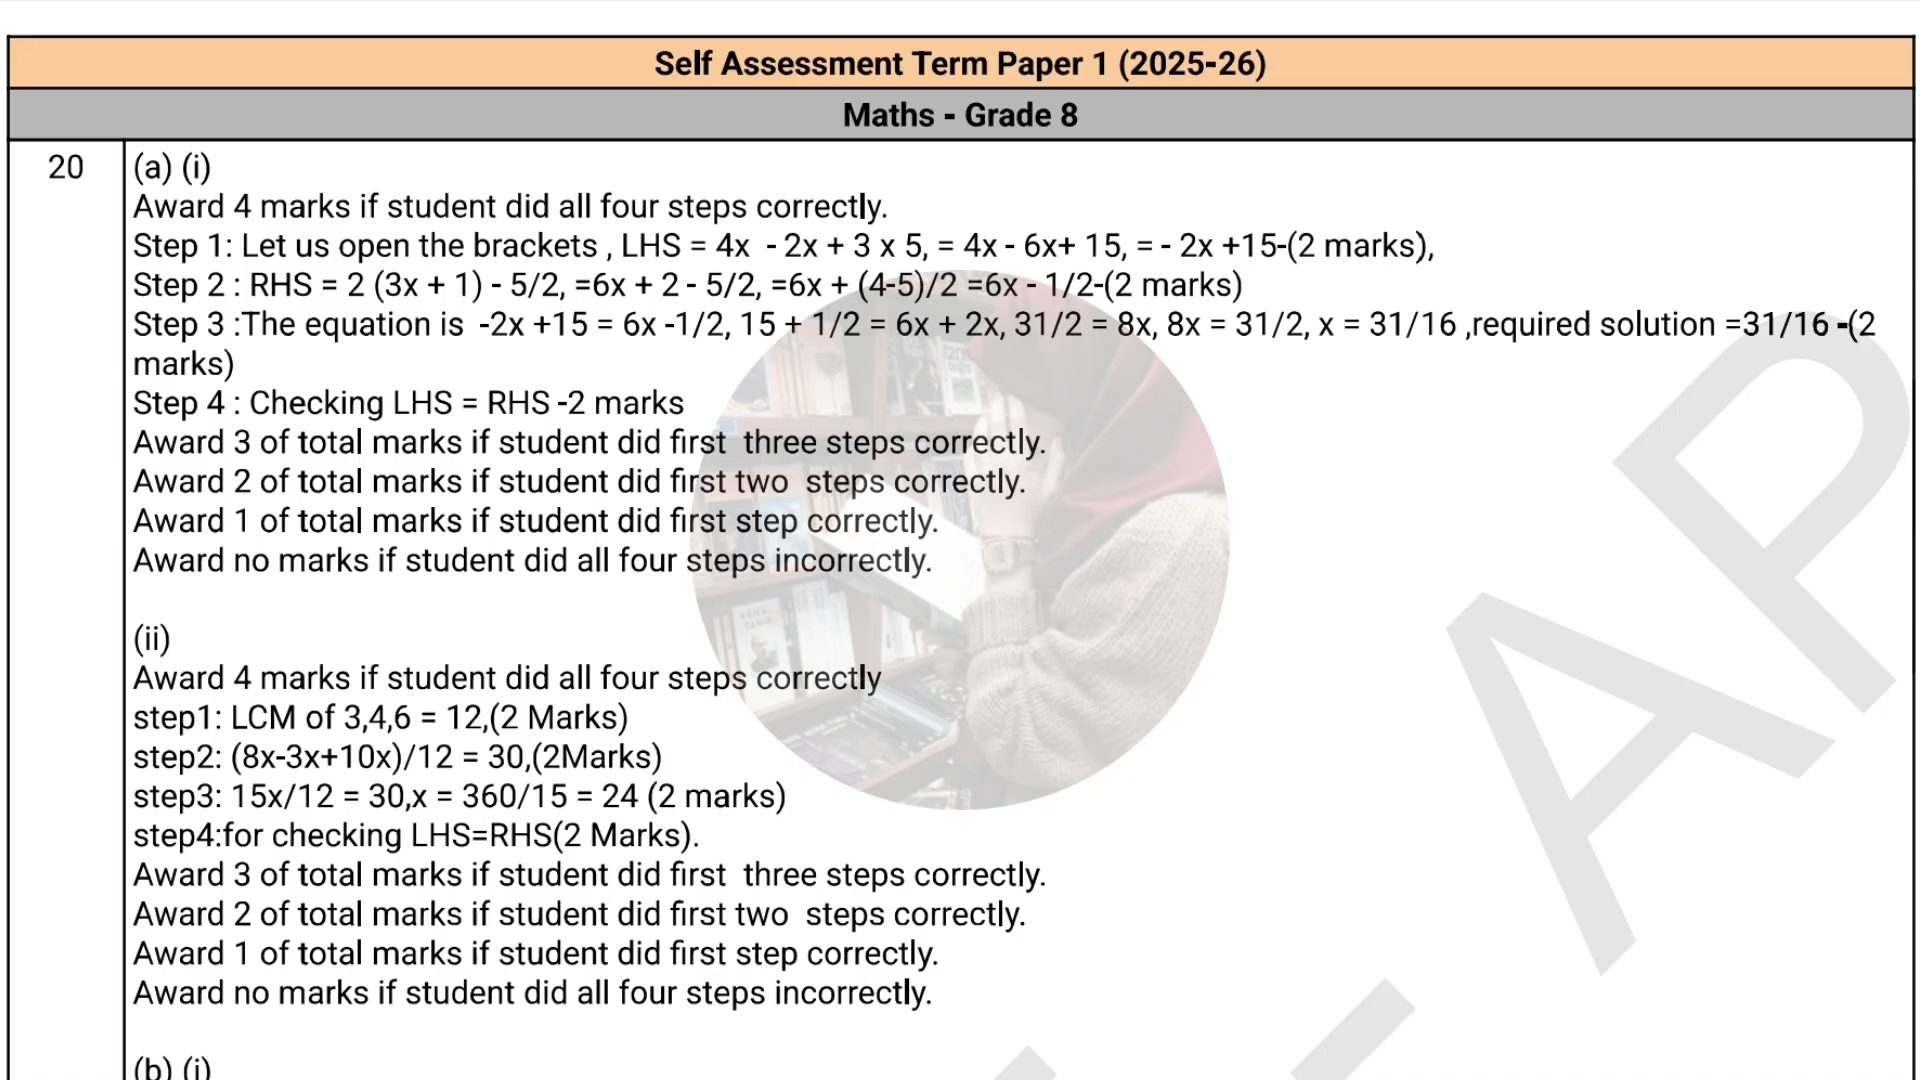 Self Assessment Term Paper 1 (2025-26)
Maths - Grade 8
20
(a) (i)
Award 4 marks if student did all four steps correctly.
Step 1: Let us open the brackets , LHS = 4x - 2x + 3 x 5, = 4x - 6x+ 15, = - 2x +15-(2 marks),
Step 2 : RHS = 2 (3x + 1) - 5/2, =6x + 2 - 5/2, =6x + (4-5)/2 =6x - 1/2-(2 marks)
Step 3 :The equation is -2x +15 = 6x -1/2, 15 + 1/2 = 6x + 2x, 31/2 = 8x, 8x = 31/2, x = 31/16 ,required solution =31/16 -(2
marks)
Step 4 : Checking LHS = RHS -2 marks
Award 3 of total marks if student did first three steps correctly.
Award 2 of total marks if student did first two steps correctly.
Award 1 of total marks if student did first step correctly.
Award no marks if student did all four steps incorrectly.
(ii)
Award 4 marks if student did all four steps correctly
step1: LCM of 3,4,6 = 12,(2 Marks)
step2: (8x-3x+10x)/12 = 30,(2Marks)
step3: 15x/12 = 30,x = 360/15 = 24 (2 marks)
step4:for checking LHS=RHS(2 Marks).
Award 3 of total marks if student did first three steps correctly.
Award 2 of total marks if student did first two steps correctly.
Award 1 of total marks if student did first step correctly.
Award no marks if student did all four steps incorrectly.
(b) (i)
AP